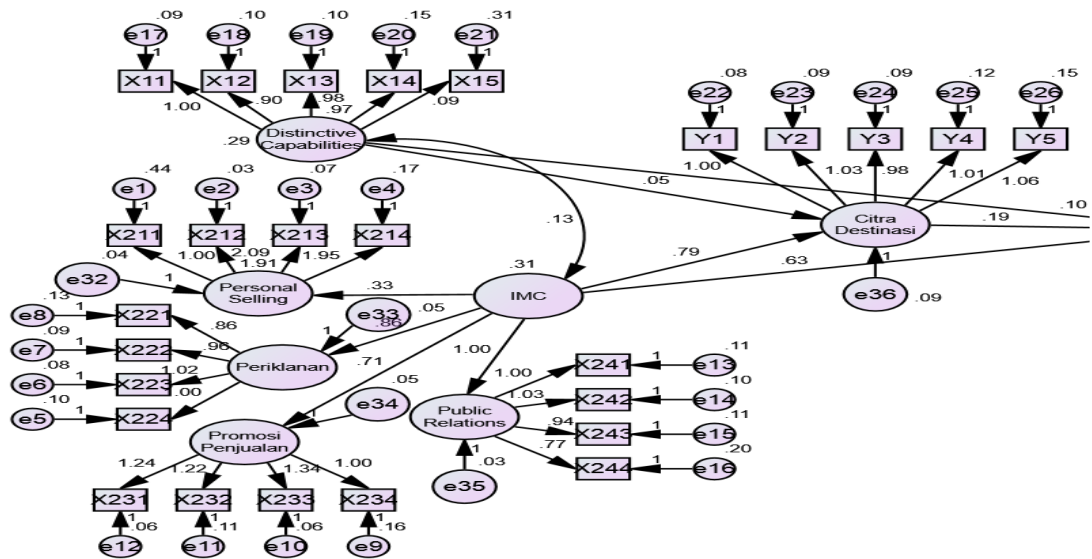 .09 .10 .10 .15 .31
e17 e18 e19 e20 e21
1 1 1 1 1
X11 X12 X13 X14 X15
1.00 .90 .98 .97 .09
.29
Distinctive
Capabilities
.08 .09 .09 .12 .15
e22 e23 e24 e25 e26
1 1 1 1 1
Y1 Y2 Y3 Y4 Y5
1.00 1.03 .98 1.01 1.06
Citra
Destinasi
.05
.10
.19
.13
.79
.63
1
e36
.09
.44 .03 .07 .17
e1 e2 e3 e4
1 1 1 1
X211 X212 X213 X214
.04 1.00 2.09 1.91 1.95
e32
1
Personal
Selling
.33
.31
IMC
.13 .09 .08 .10
e8 1 X221 .86
e7 1 X222 .96
e6 1 X223 1.02
e5 1 X224 1.00
Periklanan
.05
e33
1
.86
.71
.05
e34
1
Promosi
Penjualan
1.24 1.22 1.34 1.00
X231 X232 X233 X234
1 1 1 1
.06 .11 .06 .16
e12 e11 e10 e9
1.00
Public
Relations
1
.03
e35
1.00 X241 1 e13 .11
1.03 X242 1 e14 .10
.94 X243 1 e15 .11
.77 X244 1 e16 .20